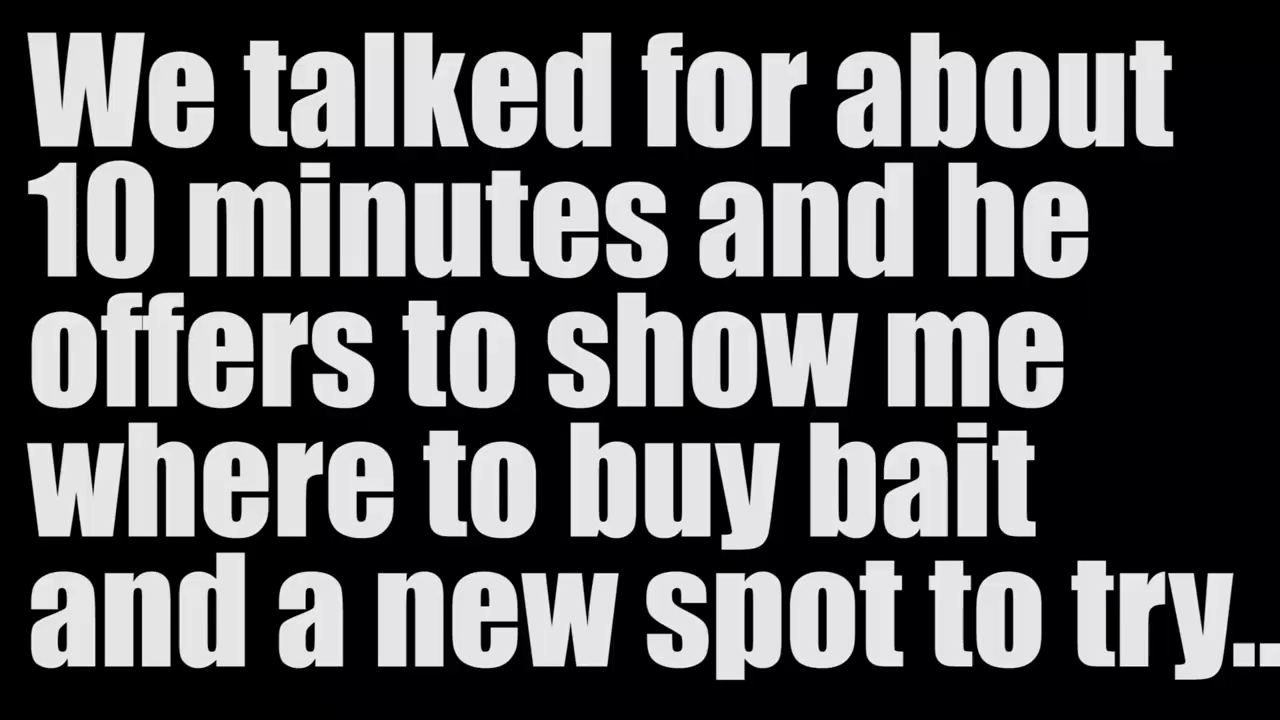 We talked for about
10 minutes and he
offers to show me
where to buy bait
and a new spot to try..